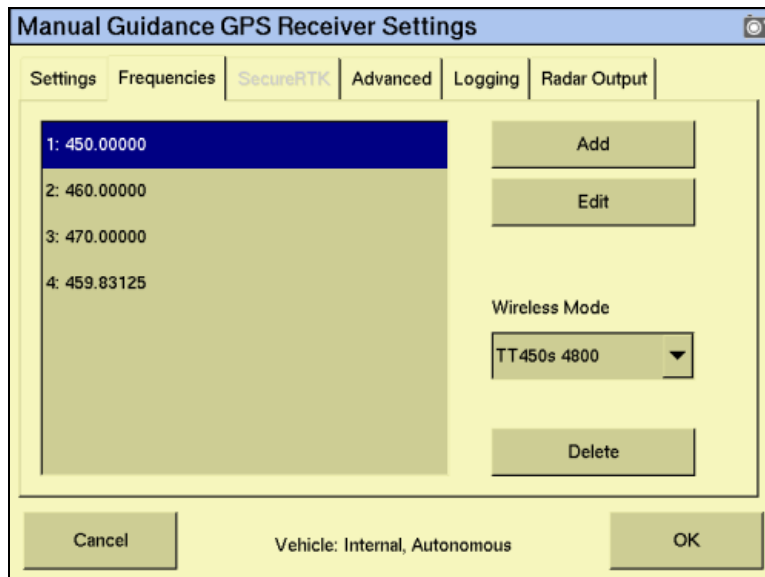 Manual Guidance GPS Receiver Settings
Settings Frequencies SecureRTK Advanced Logging Radar Output
1: 450.00000
Add
2: 460.00000
Edit
3: 470.00000
4: 459.83125
Wireless Mode
TT450s 4800
Delete
Cancel
Vehicle: Internal, Autonomous
OK